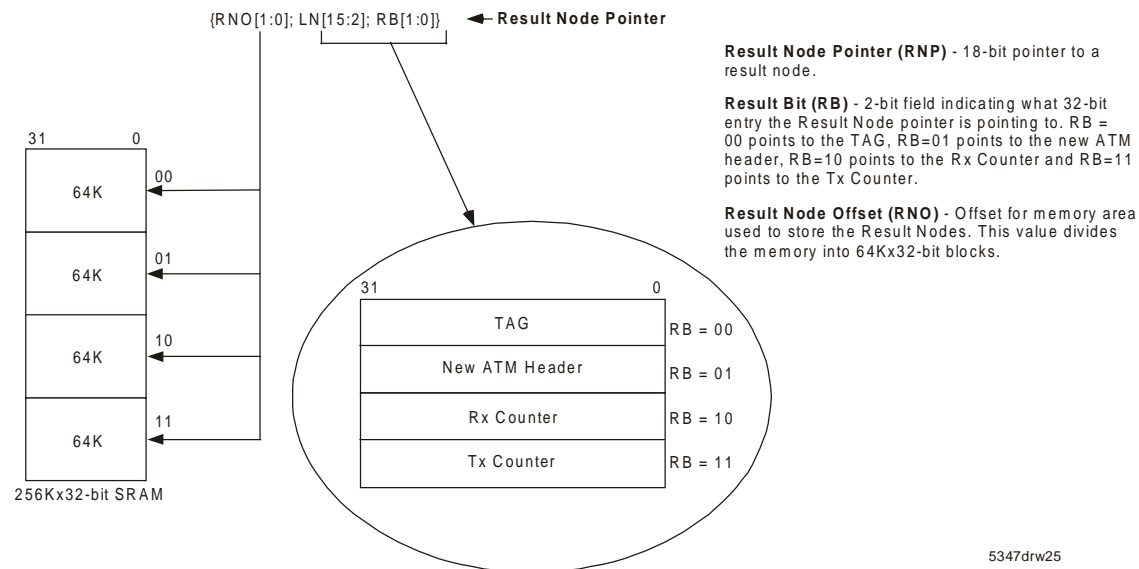 {RNO[1:0]; LN[15:2]; RB[1:0]}
Result Node Pointer
Result Node Pointer (RNP) - 18-bit pointer to a
result node.
Result Bit (RB) - 2-bit field indicating what 32-bit
entry the Result Node pointer is pointing to. RB =
00 points to the TAG, RB=01 points to the new ATM
header, RB=10 points to the Rx Counter and RB=11
points to the Tx Counter.
Result Node Offset (RNO) - Offset for memory area
used to store the Result Nodes. This value divides
the memory into 64Kx32-bit blocks.
31 0
64K 00
64K 01
64K 10
64K 11
256Kx32-bit SRAM
31 0
TAG RB = 00
New ATM Header RB = 01
Rx Counter RB = 10
Tx Counter RB = 11
5347drw25